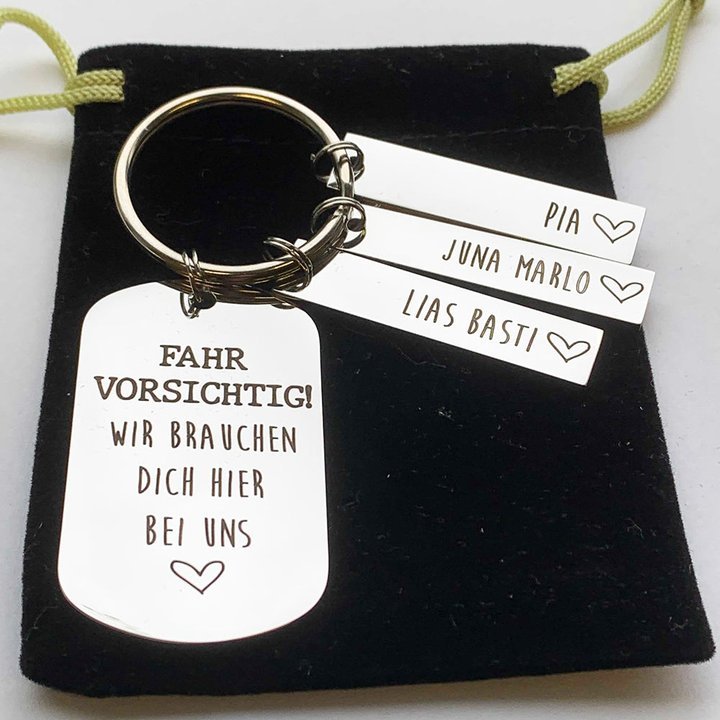 FAHR
VORSICHTIG!
WIR BRAUCHEN
DICH HIER
BEI UNS
PIA
JUNA MARLO
LIAS BASTI